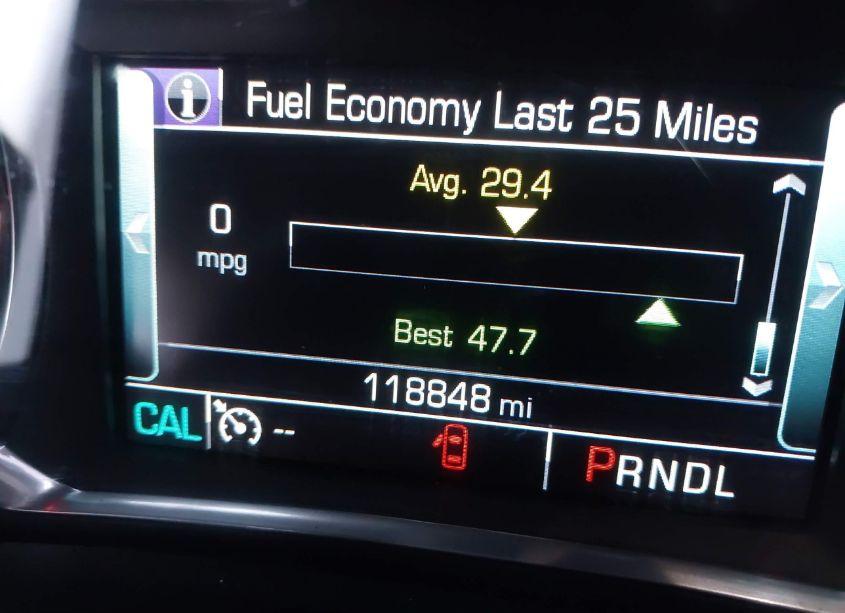 Fuel Economy Last 25 Miles
Avg. 29.4
0
mpg
Best 47.7
118848 mi
CAL -- PRNDL